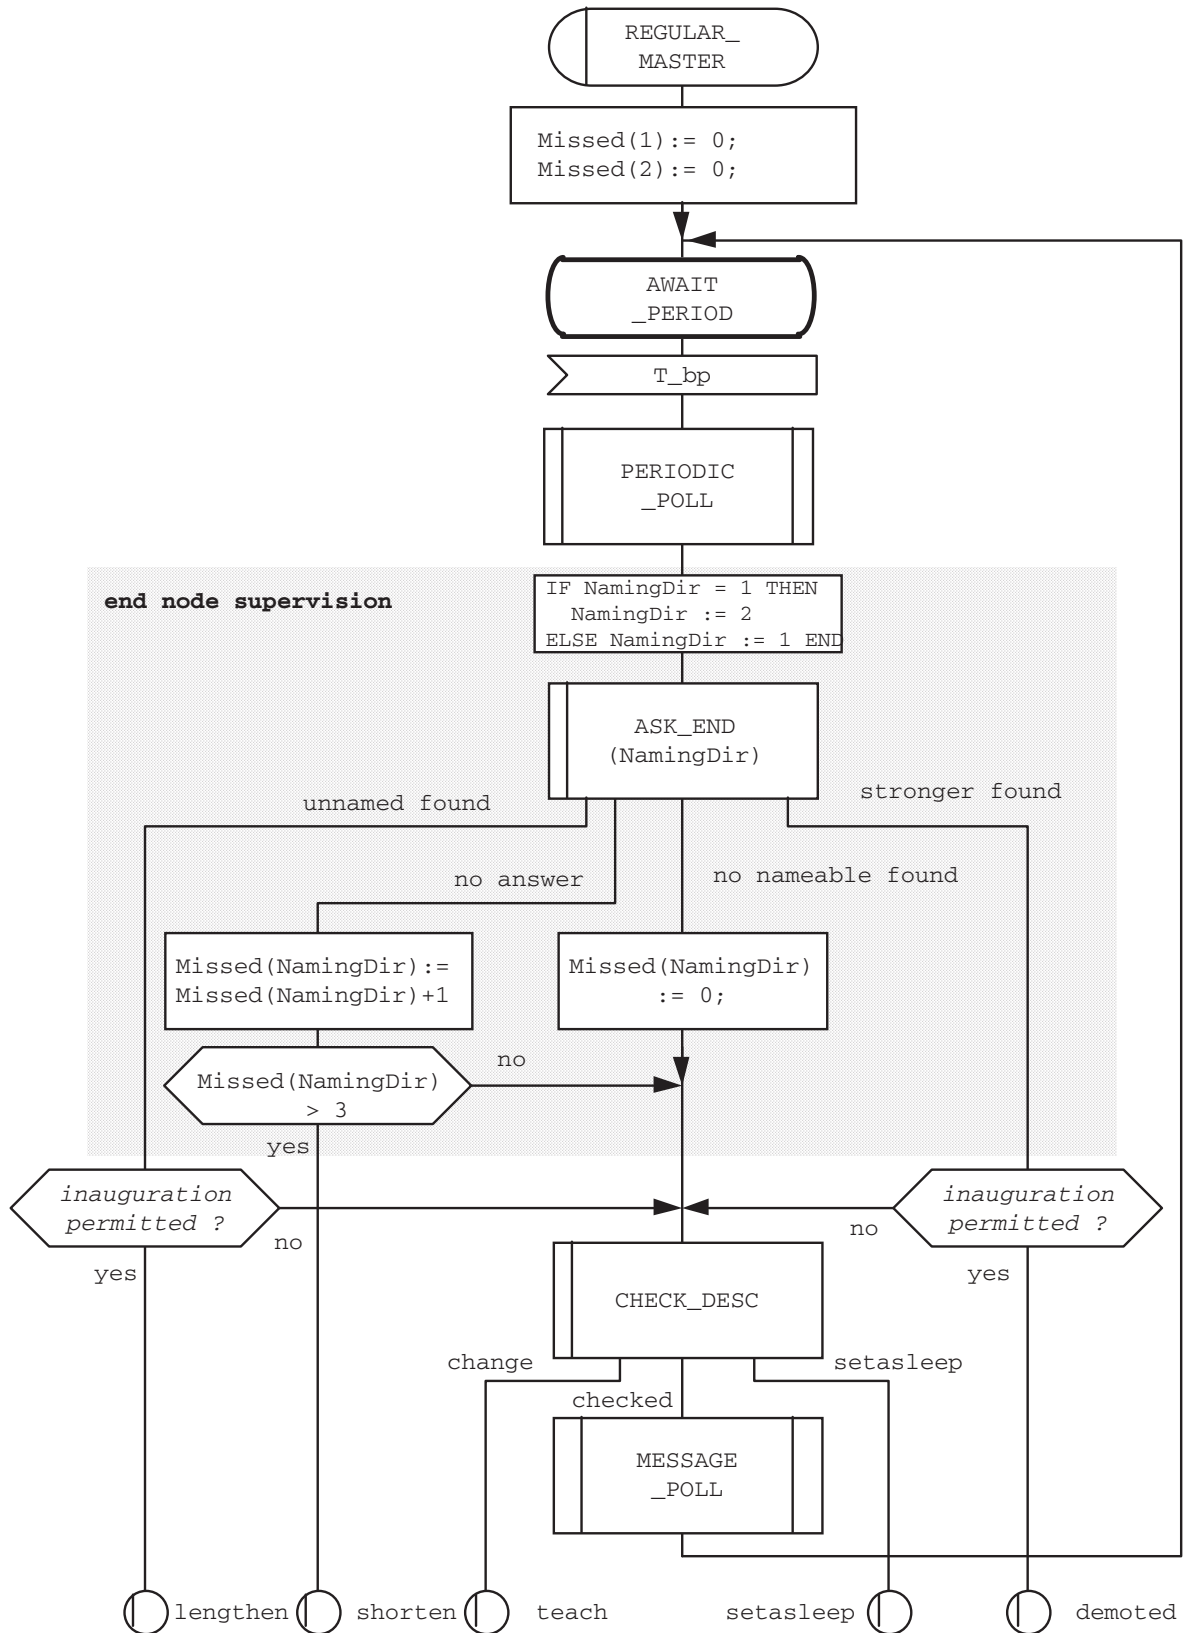 REGULAR_
MASTER
Missed(1):= 0;
Missed(2):= 0;
AWAIT
_PERIOD
T_bp
PERIODIC
_POLL
end node supervision
IF NamingDir = 1 THEN
NamingDir := 2
ELSE NamingDir := 1 END
ASK_END
(NamingDir)
unnamed found
stronger found
no answer
no nameable found
Missed(NamingDir):=
Missed(NamingDir)+1
Missed(NamingDir)
:= 0;
Missed(NamingDir)
> 3
no
yes
inauguration
permitted ?
no
yes
inauguration
permitted ?
no
yes
CHECK_DESC
change
checked
setasleep
MESSAGE
_POLL
lengthen
shorten
teach
setasleep
demoted